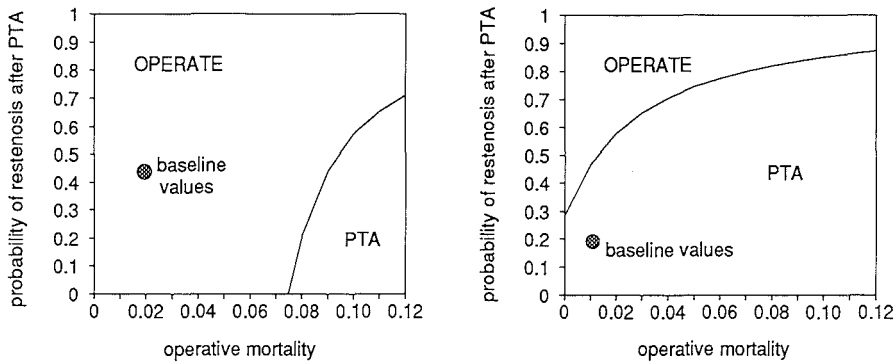 probability of restenosis after PTA
1
0.9
0.8
0.7
0.6
0.5
0.4
0.3
0.2
0.1
0
OPERATE
baseline
values
PTA
0 0.02 0.04 0.06 0.08 0.10 0.12
operative mortality
probability of restenosis after PTA
1
0.9
0.8
0.7
0.6
0.5
0.4
0.3
0.2
0.1
0
OPERATE
PTA
baseline values
0 0.02 0.04 0.06 0.08 0.10 0.12
operative mortality